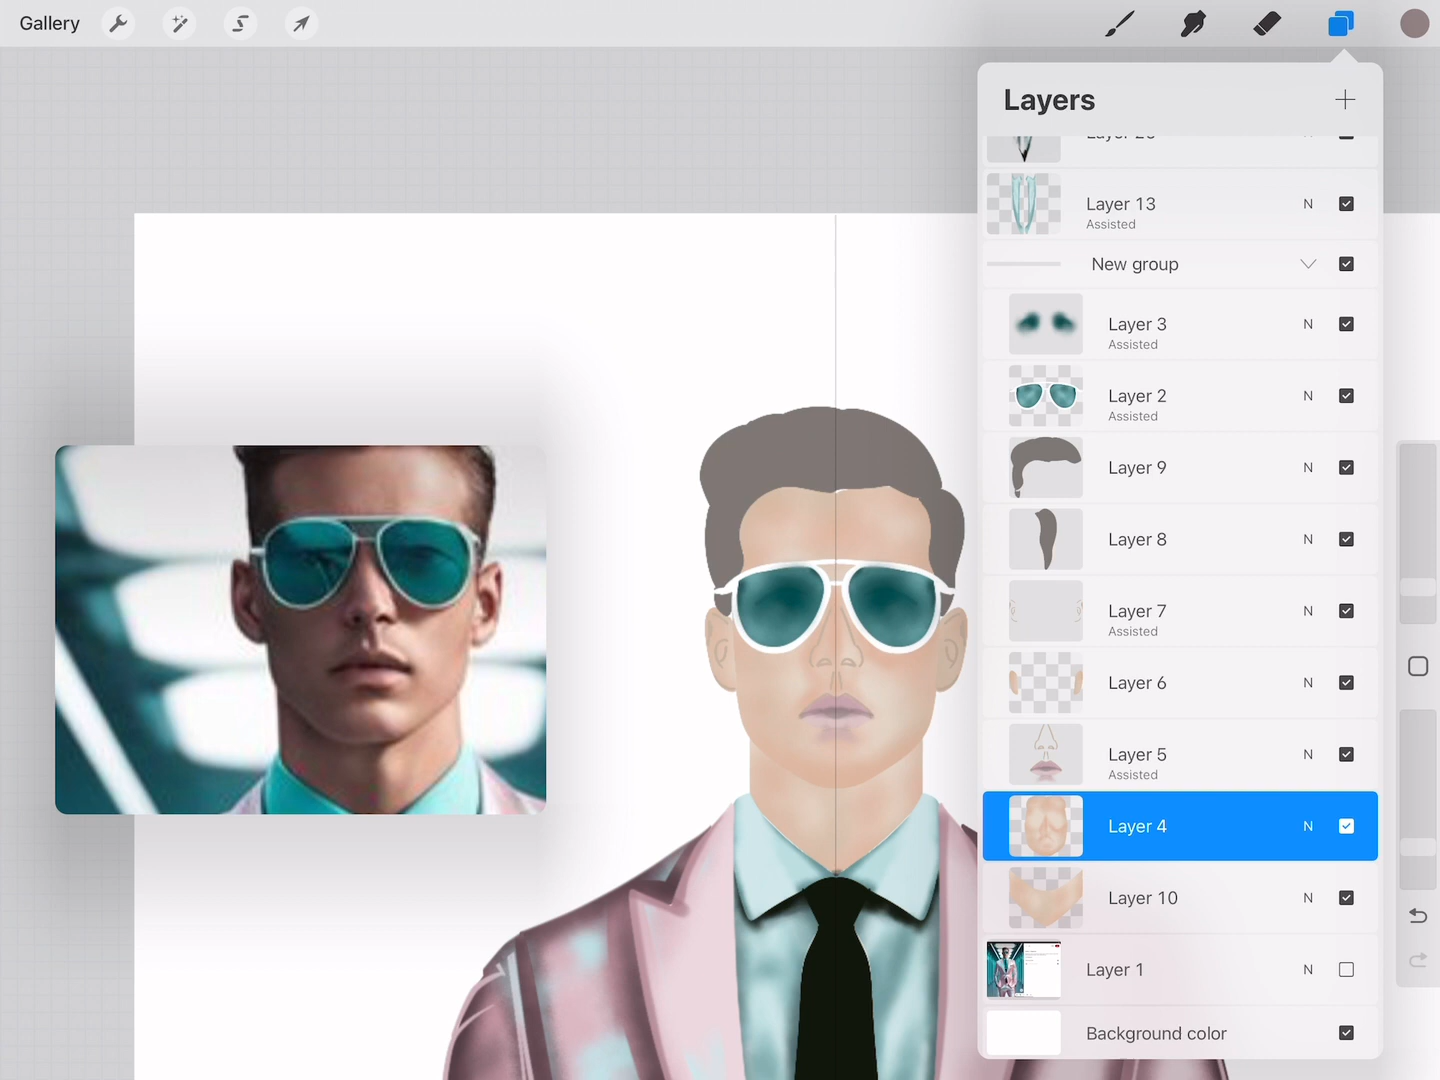 Gallery
Layers
Layer 13
N
Assisted
New group
Layer 3
N
Assisted
Layer 2
N
Assisted
Layer 9
N
Layer 8
N
Layer 7
N
Assisted
Layer 6
N
Layer 5
N
Assisted
Layer 4
N
Layer 10
N
Layer 1
N
Background color